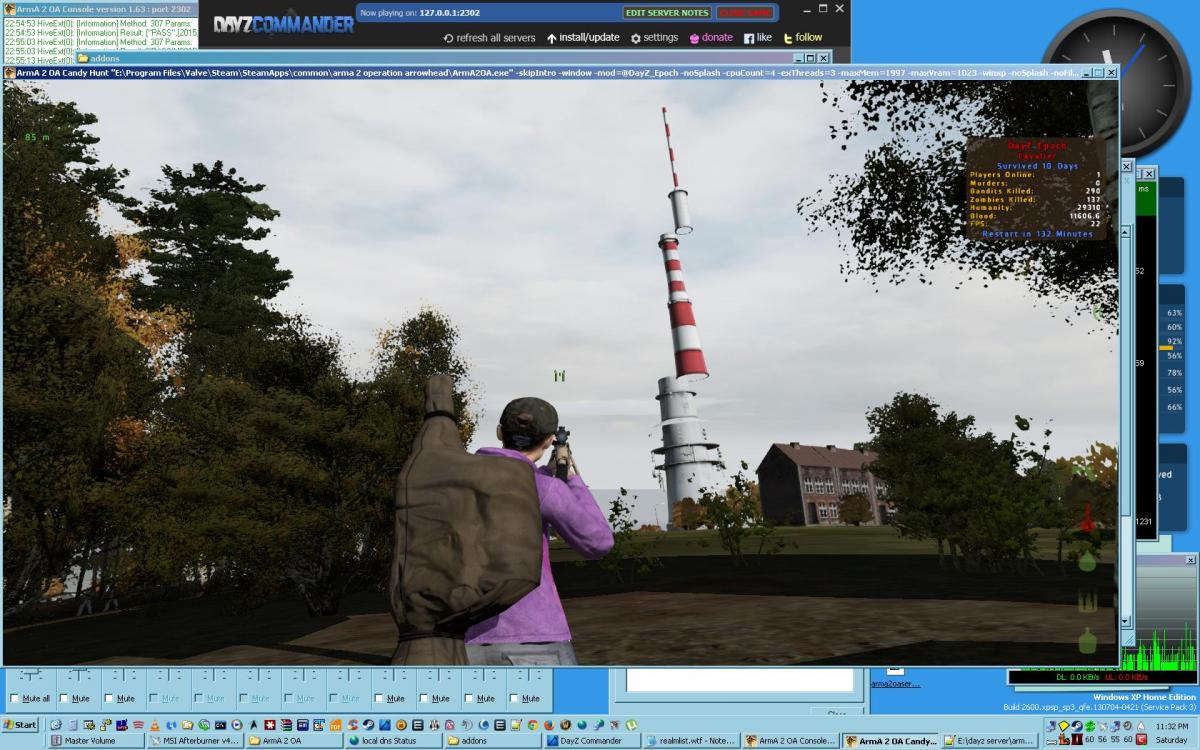 ArmA 2 OA Console version 1.63 : port 2302
22:54:53 HiveExt[0]: [Information] Method: 307 Params:
22:54:53 HiveExt[0]: [Information] Result: ["PASS",[2015,
22:55:03 HiveExt[0]: [Information] Method: 307 Params:
22:55:03 HiveExt[0]: [Information] Result:
22:55:13 HiveExt[0]:
DAYZCOMMANDER
Now playing on: 127.0.0.1:2302
EDIT SERVER NOTES
CLOSE GAME
refresh all servers
install/update
settings
donate
like
follow
addons
ArmA 2 OA Candy Hunt "E:\Program Files\Valve\Steam\SteamApps\common\arma 2 operation arrowhead\ArmA2OA.exe" -skipIntro -window -mod=@DayZ_Epoch -noSplash -cpuCount=4 -exThreads=3 -maxMem=1997 -maxVram=1023 -winxp -noSplash -noFil...
85 m
DayZ Epoch
Cavalier
Survived 10 Days
Players Online: 1
Murders: 0
Bandits Killed: 290
Zombies Killed: 137
Humanity: 29310
Blood: 11606.6
FPS: 22
Restart in 132 Minutes
ms
52
59
63%
60%
92%
56%
78%
56%
66%
ved
1231
DL: 0.0 KB/s UL: 0.0 KB/s
Mute all
Mute
Mute
Mute
Mute
Mute
Mute
Mute
Mute
Mute
Mute
Mute
Close
arma2oaser...
Windows XP Home Edition
Build 2600.xpsp_sp3_qfe.130704-0421 (Service Pack 3)
Start
11:32 PM
Master Volume
MSI Afterburner v4...
ArmA 2 OA
local dns Status
addons
DayZ Commander
realmlist.wtf - Note...
ArmA 2 OA Console...
ArmA 2 OA Candy...
E:\dayz server\arm...
60 56 55 60
Saturday